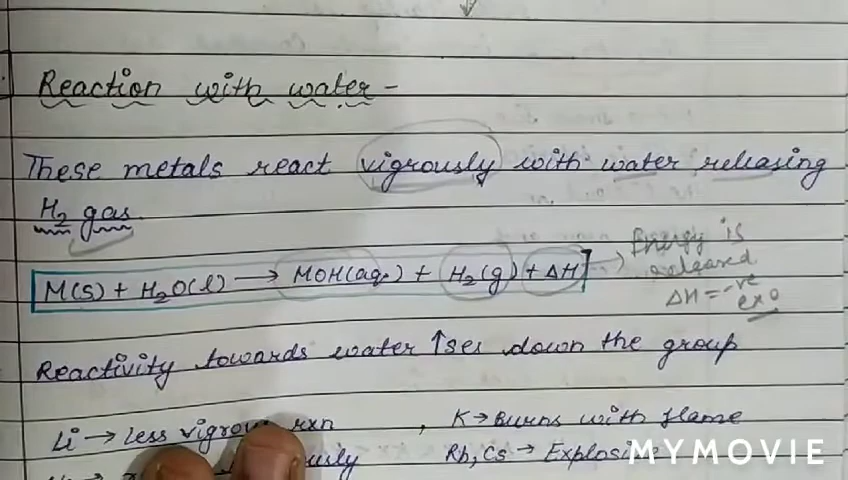 Reaction with water -
These metals react vigrously with water releasing
H₂ gas
M(s) + H₂O(l) → MOH(aq.) + H₂(g) + ΔH → Energy is
released
ΔH = -ve
exo
Reactivity towards water ↑ses down the group
Li → less vigrous rxn , K → Burns with flame
Rb, Cs →
MYMOVIE